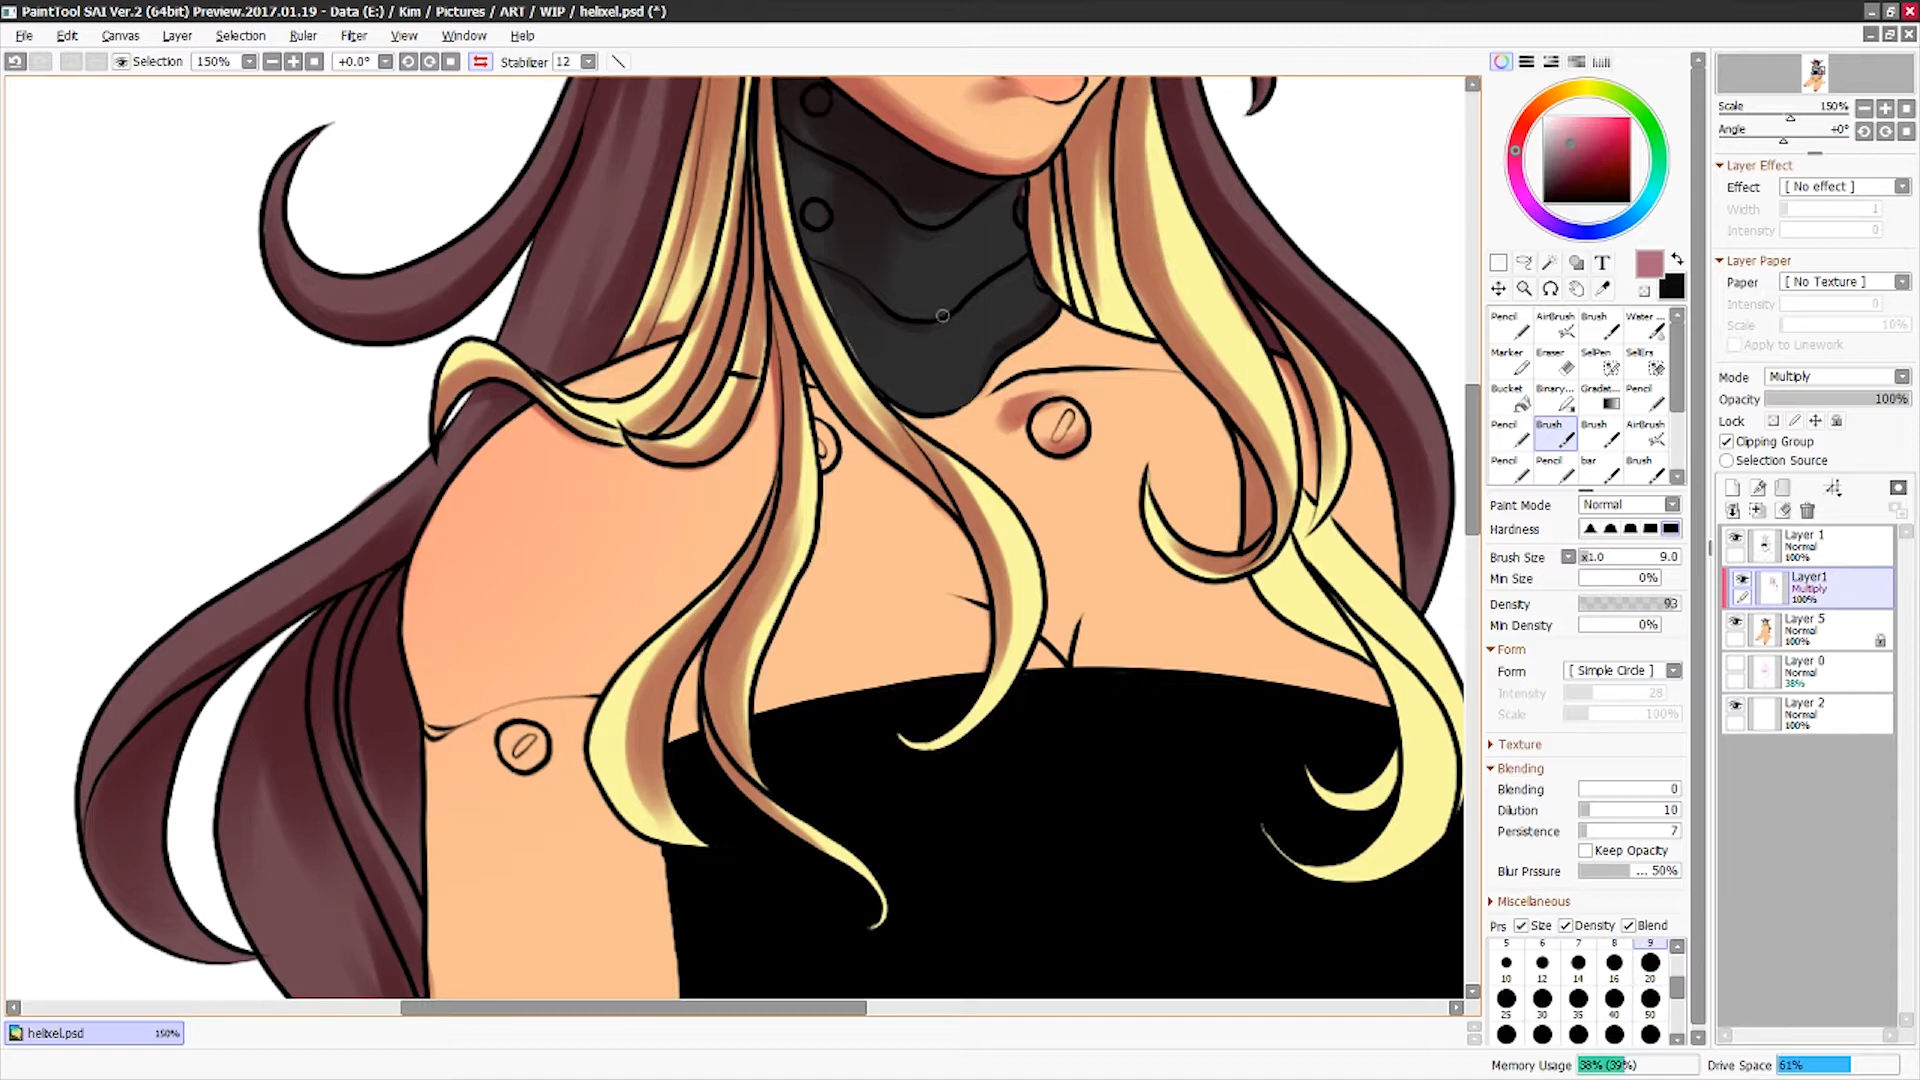 PaintTool SAI Ver.2 (64bit) Preview.2017.01.19 - Data (E:) / Kim / Pictures / ART / WIP / helixel.psd (*)
File Edit Canvas Layer Selection Ruler Filter View Window Help
Selection 150% +0.0° Stabilizer 12
Scale 150%
Angle +0°
Layer Effect
Effect [ No effect ]
Width 1
Intensity 0
Layer Paper
Paper [ No Texture ]
Intensity 0
Scale 10%
Apply to Linework
Mode Multiply
Opacity 100%
Lock
Clipping Group
Selection Source
T
Pencil AirBrush Brush Water ...
Marker Eraser SelPen SelErs
Bucket Binary... Gradat... Pencil
Pencil Brush Brush AirBrush
Pencil Pencil bar Brush
Paint Mode Normal
Hardness
Brush Size x1.0 9.0
Min Size 0%
Density 93
Min Density 0%
Form
Form [ Simple Circle ]
Intensity 28
Scale 100%
Texture
Blending
Blending 0
Dilution 10
Persistence 7
Keep Opacity
Blur Prssure ... 50%
Miscellaneous
Prs Size Density Blend
5 6 7 8 9
10 12 14 16 20
25 30 35 40 50
Layer 1
Normal
100%
Layer1
Multiply
100%
Layer 5
Normal
100%
Layer 0
Normal
38%
Layer 2
Normal
100%
helixel.psd 150%
Memory Usage 38% (39%) Drive Space 61%